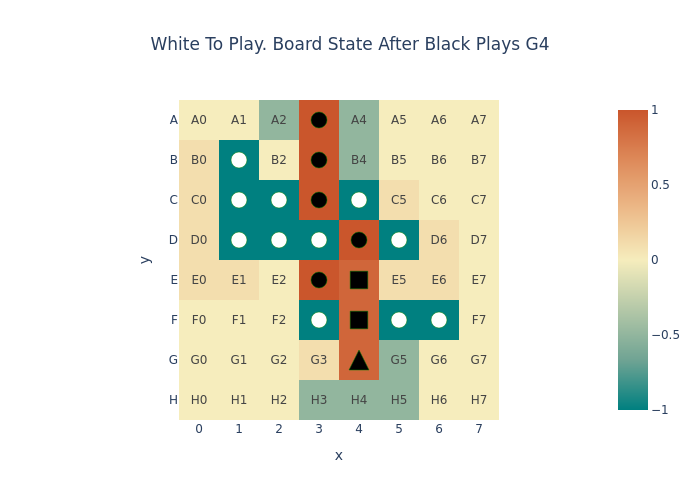 White To Play. Board State After Black Plays G4
A A0 A1 A2 A4 A5 A6 A7
B B0 B2 B4 B5 B6 B7
C C0 C5 C6 C7
D D0 D6 D7
E E0 E1 E2 E5 E6 E7
F F0 F1 F2 F7
G G0 G1 G2 G3 G5 G6 G7
H H0 H1 H2 H3 H4 H5 H6 H7
0 1 2 3 4 5 6 7
x
y
1
0.5
0
−0.5
−1